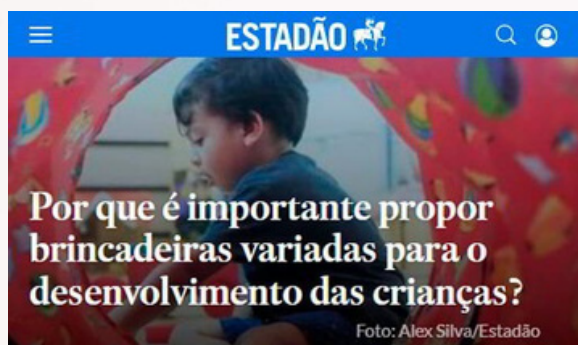 ESTADÃO
Por que é importante propor
brincadeiras variadas para o
desenvolvimento das crianças?
Foto: Alex Silva/Estadão